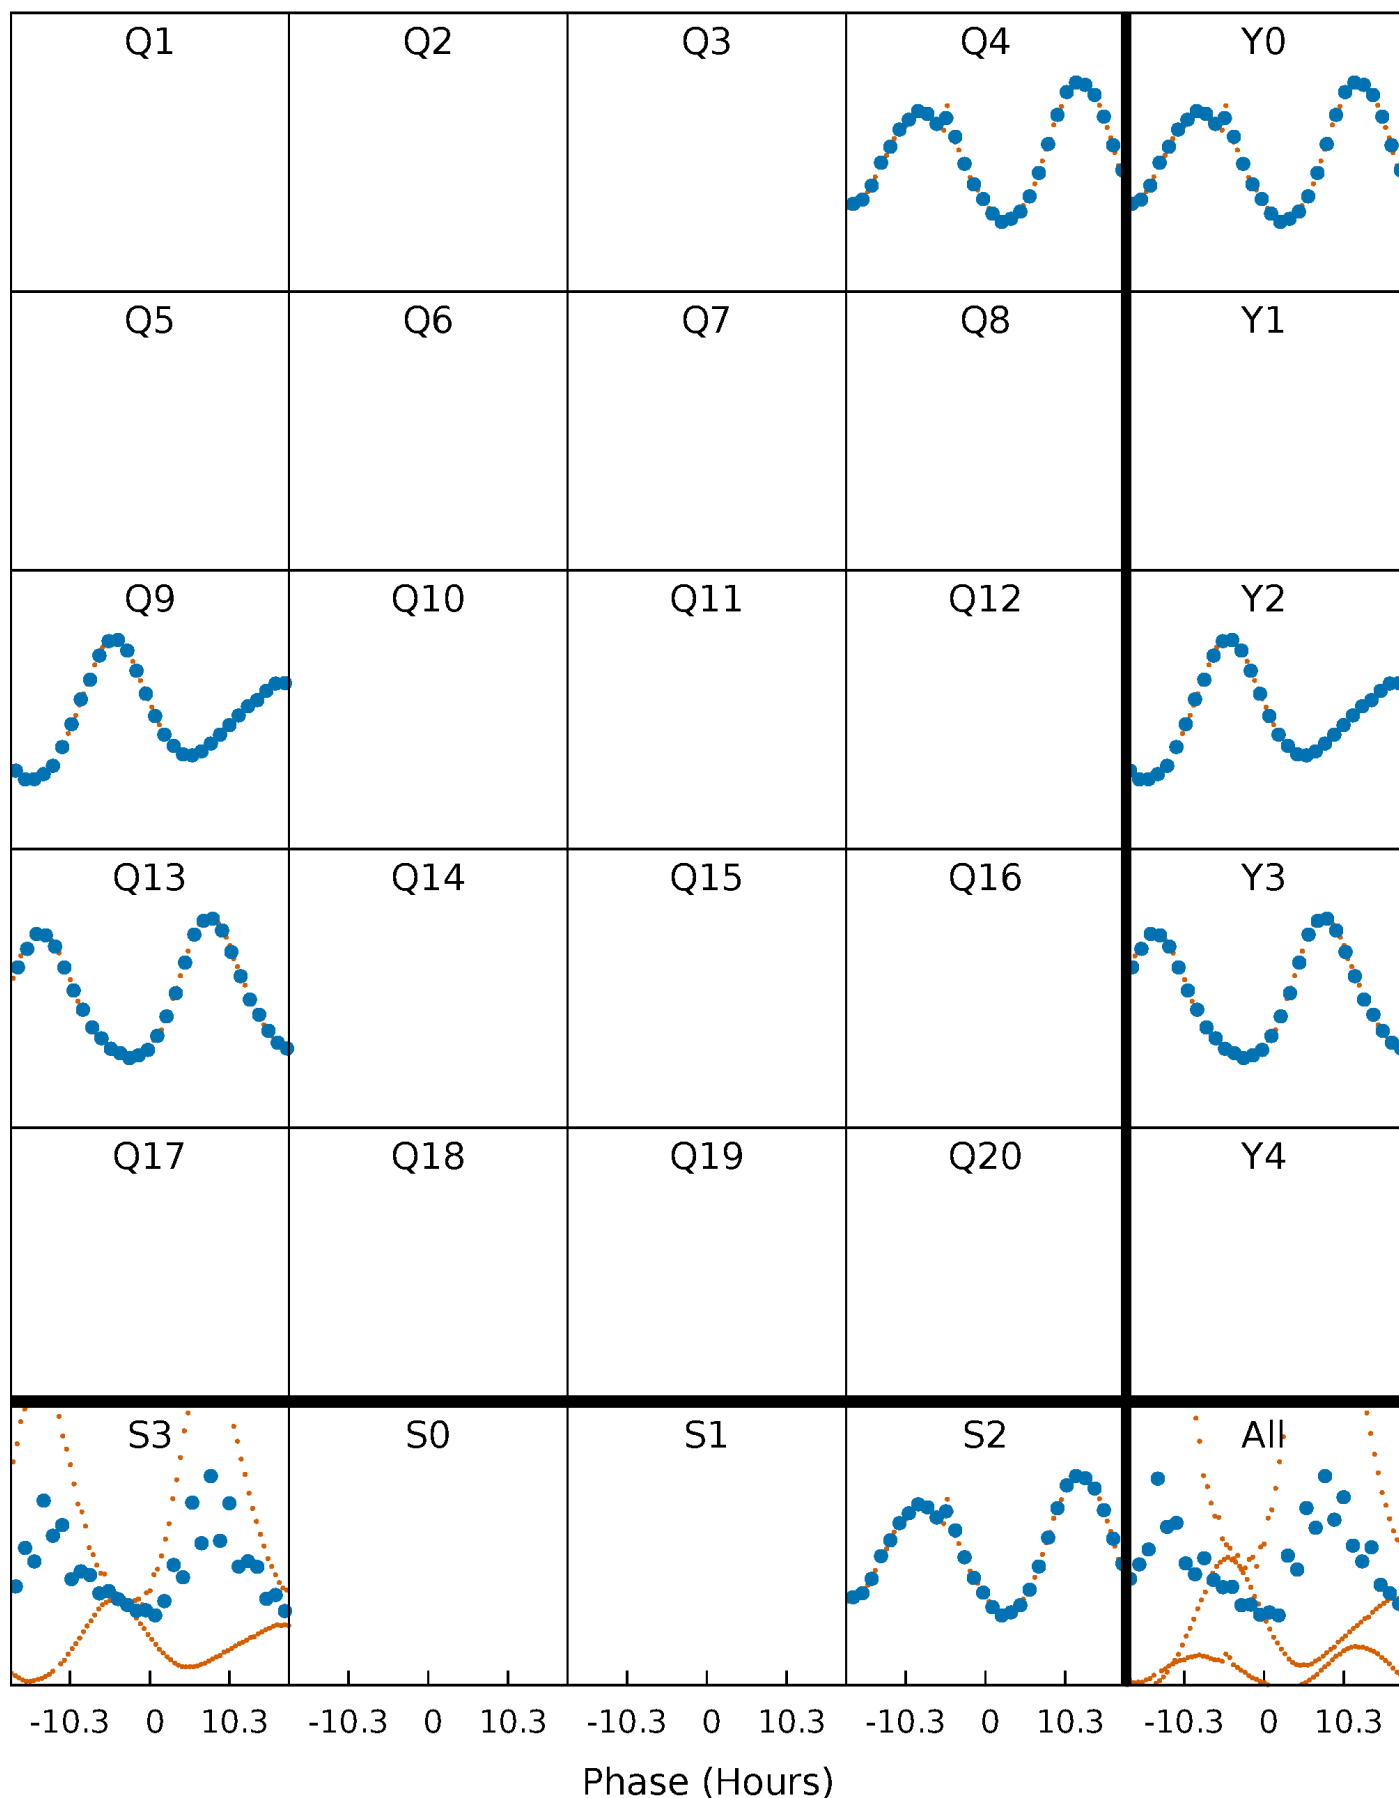 Q1 Q2 Q3 Q4 Y0
Q5 Q6 Q7 Q8 Y1
Q9 Q10 Q11 Q12 Y2
Q13 Q14 Q15 Q16 Y3
Q17 Q18 Q19 Q20 Y4
S3 S0 S1 S2 All
-10.3 0 10.3 -10.3 0 10.3 -10.3 0 10.3 -10.3 0 10.3 -10.3 0 10.3
Phase (Hours)